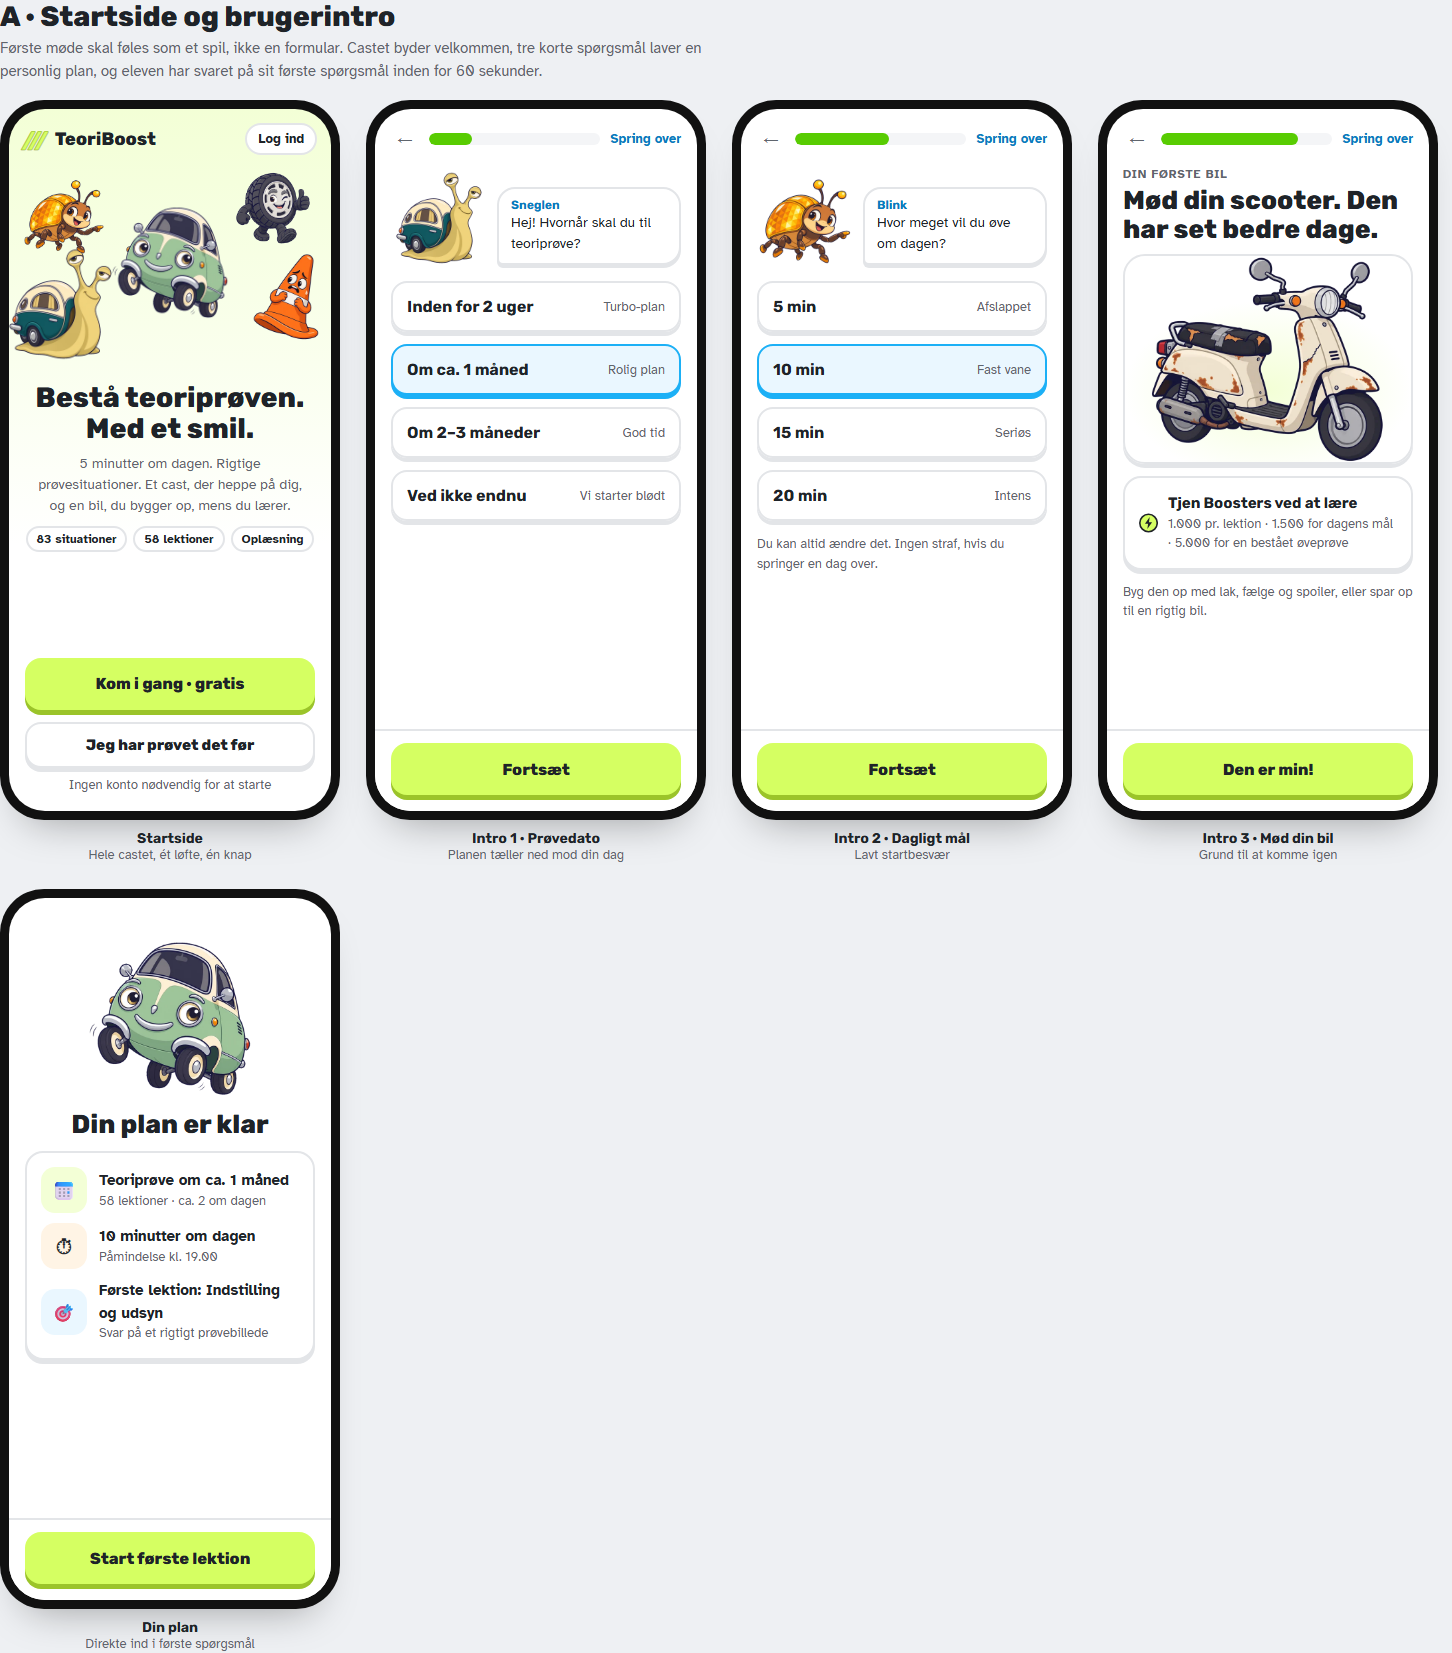 A • Startside og brugerintro
Første møde skal føles som et spil, ikke en formular. Castet byder velkommen, tre korte spørgsmål laver en
personlig plan, og eleven har svaret på sit første spørgsmål inden for 60 sekunder.
TeoriBoost
Log ind
Bestå teoriprøven.
Med et smil.
5 minutter om dagen. Rigtige
prøvesituationer. Et cast, der heppe på dig,
og en bil, du bygger op, mens du lærer.
83 situationer
58 lektioner
Oplæsning
Kom i gang • gratis
Jeg har prøvet det før
Ingen konto nødvendig for at starte
Startside
Hele castet, ét løfte, én knap
← Spring over
Sneglen
Hej! Hvornår skal du til
teoriprøve?
Inden for 2 uger Turbo-plan
Om ca. 1 måned Rolig plan
Om 2–3 måneder God tid
Ved ikke endnu Vi starter blødt
Fortsæt
Intro 1 • Prøvedato
Planen tæller ned mod din dag
← Spring over
Blink
Hvor meget vil du øve
om dagen?
5 min Afslappet
10 min Fast vane
15 min Seriøs
20 min Intens
Du kan altid ændre det. Ingen straf, hvis du
springer en dag over.
Fortsæt
Intro 2 • Dagligt mål
Lavt startbesvær
← Spring over
DIN FØRSTE BIL
Mød din scooter. Den
har set bedre dage.
Tjen Boosters ved at lære
1.000 pr. lektion · 1.500 for dagens mål
· 5.000 for en bestået øveprøve
Byg den op med lak, fælge og spoiler, eller spar op
til en rigtig bil.
Den er min!
Intro 3 • Mød din bil
Grund til at komme igen
Din plan er klar
Teoriprøve om ca. 1 måned
58 lektioner · ca. 2 om dagen
10 minutter om dagen
Påmindelse kl. 19.00
Første lektion: Indstilling
og udsyn
Svar på et rigtigt prøvebillede
Start første lektion
Din plan
Direkte ind i første spørgsmål